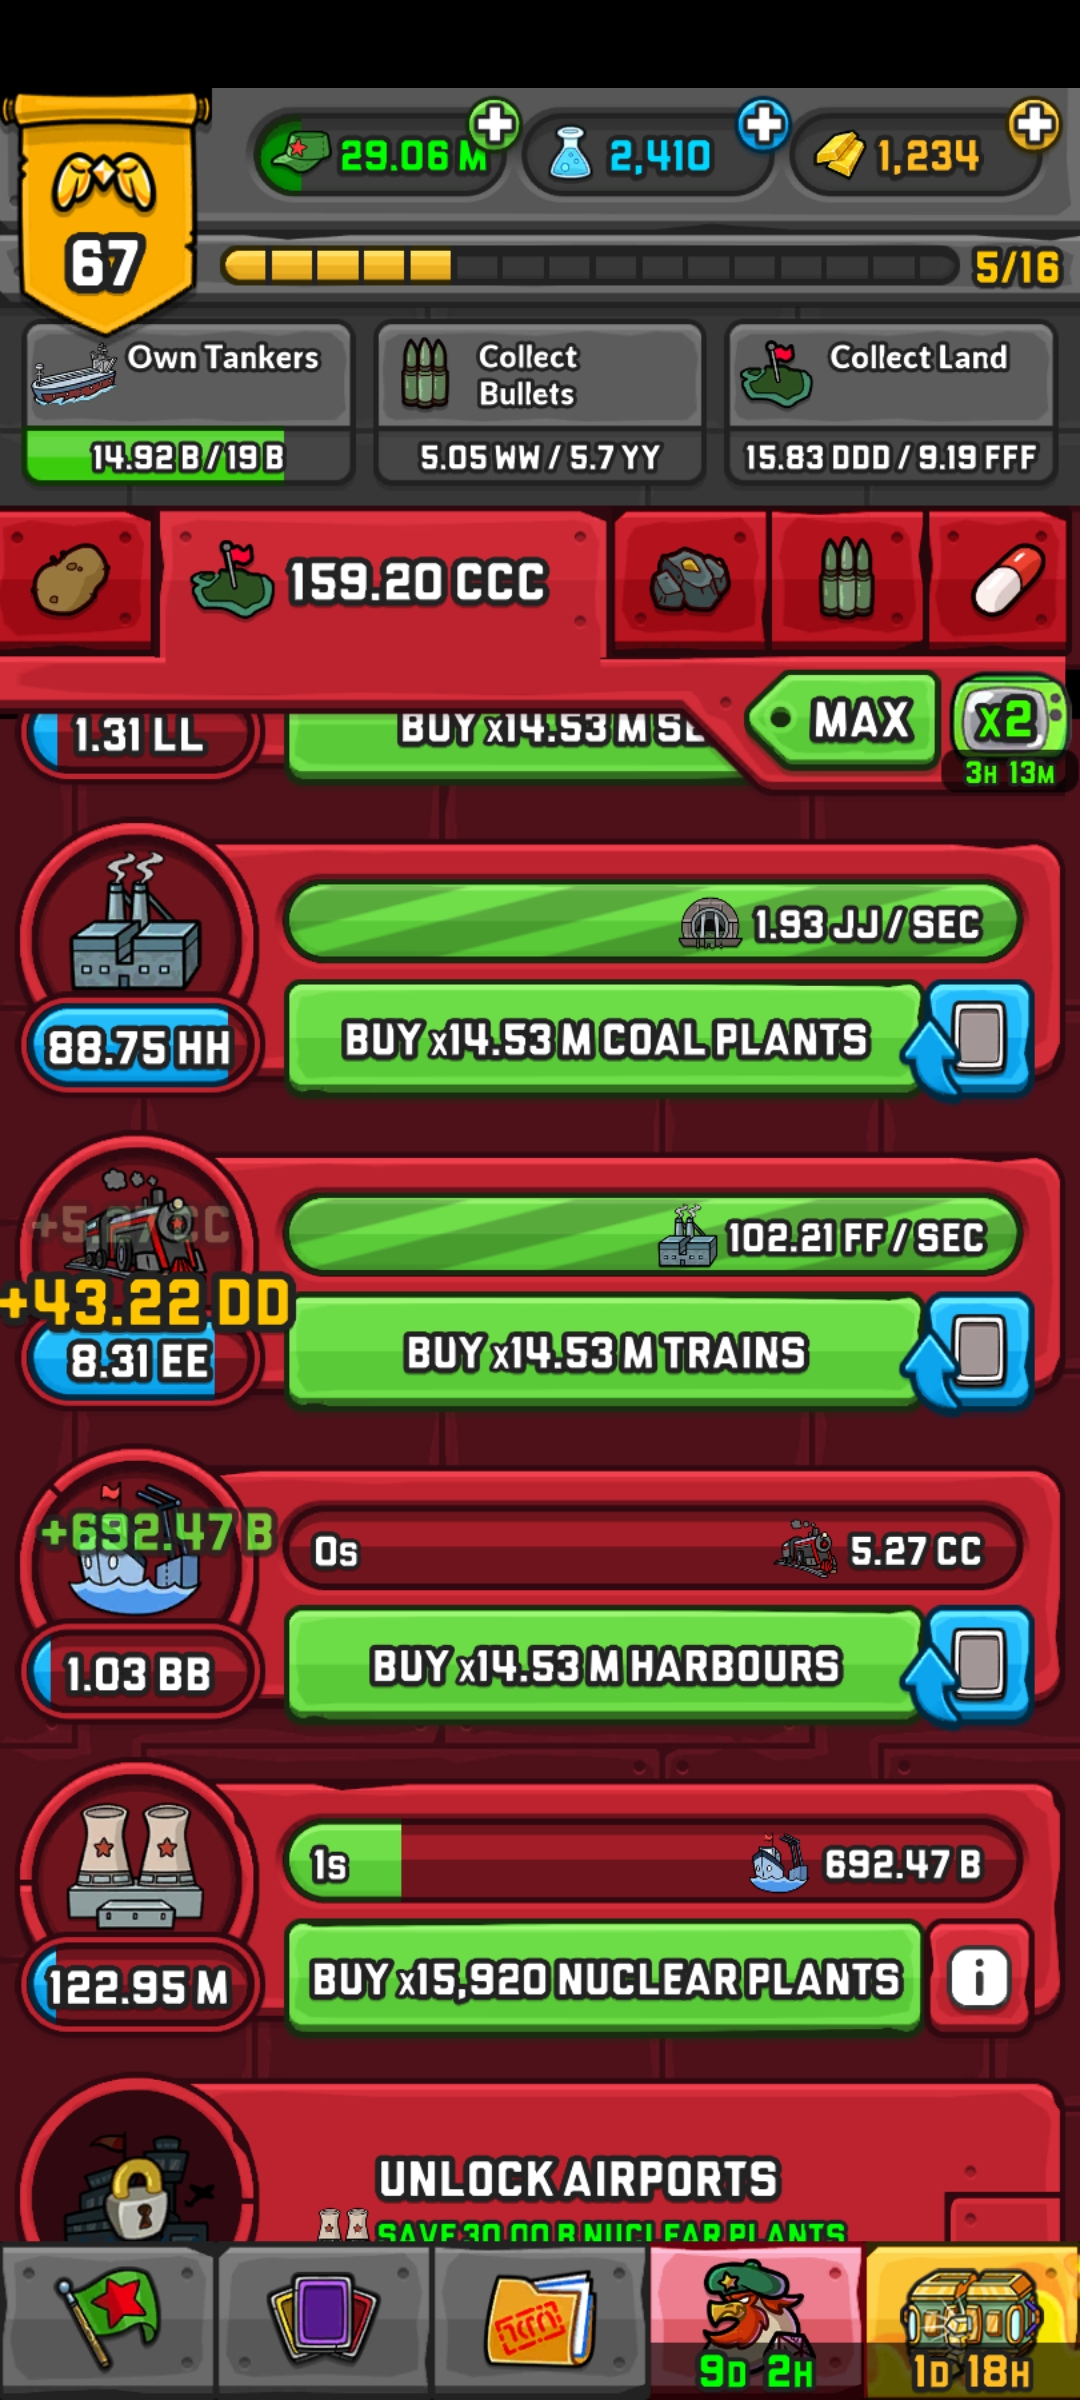 29.06 M
2,410
1,234
67
5/16
Own Tankers
14.92 B / 19 B
Collect
Bullets
5.05 WW / 5.7 YY
Collect Land
15.83 DDD / 9.19 FFF
159.20 CCC
MAX
x2
3H 13M
1.31 LL
BUY x14.53 M SE
1.93 JJ / SEC
88.75 HH
BUY x14.53 M COAL PLANTS
102.21 FF / SEC
+5.27 CC
+43.22 DD
8.31 EE
BUY x14.53 M TRAINS
+692.47 B
0s
5.27 CC
1.03 BB
BUY x14.53 M HARBOURS
1s
692.47 B
122.95 M
BUY x15,920 NUCLEAR PLANTS
i
UNLOCK AIRPORTS
SAVE 30.00 B NUCLEAR PLANTS
9D 2H
1D 18H